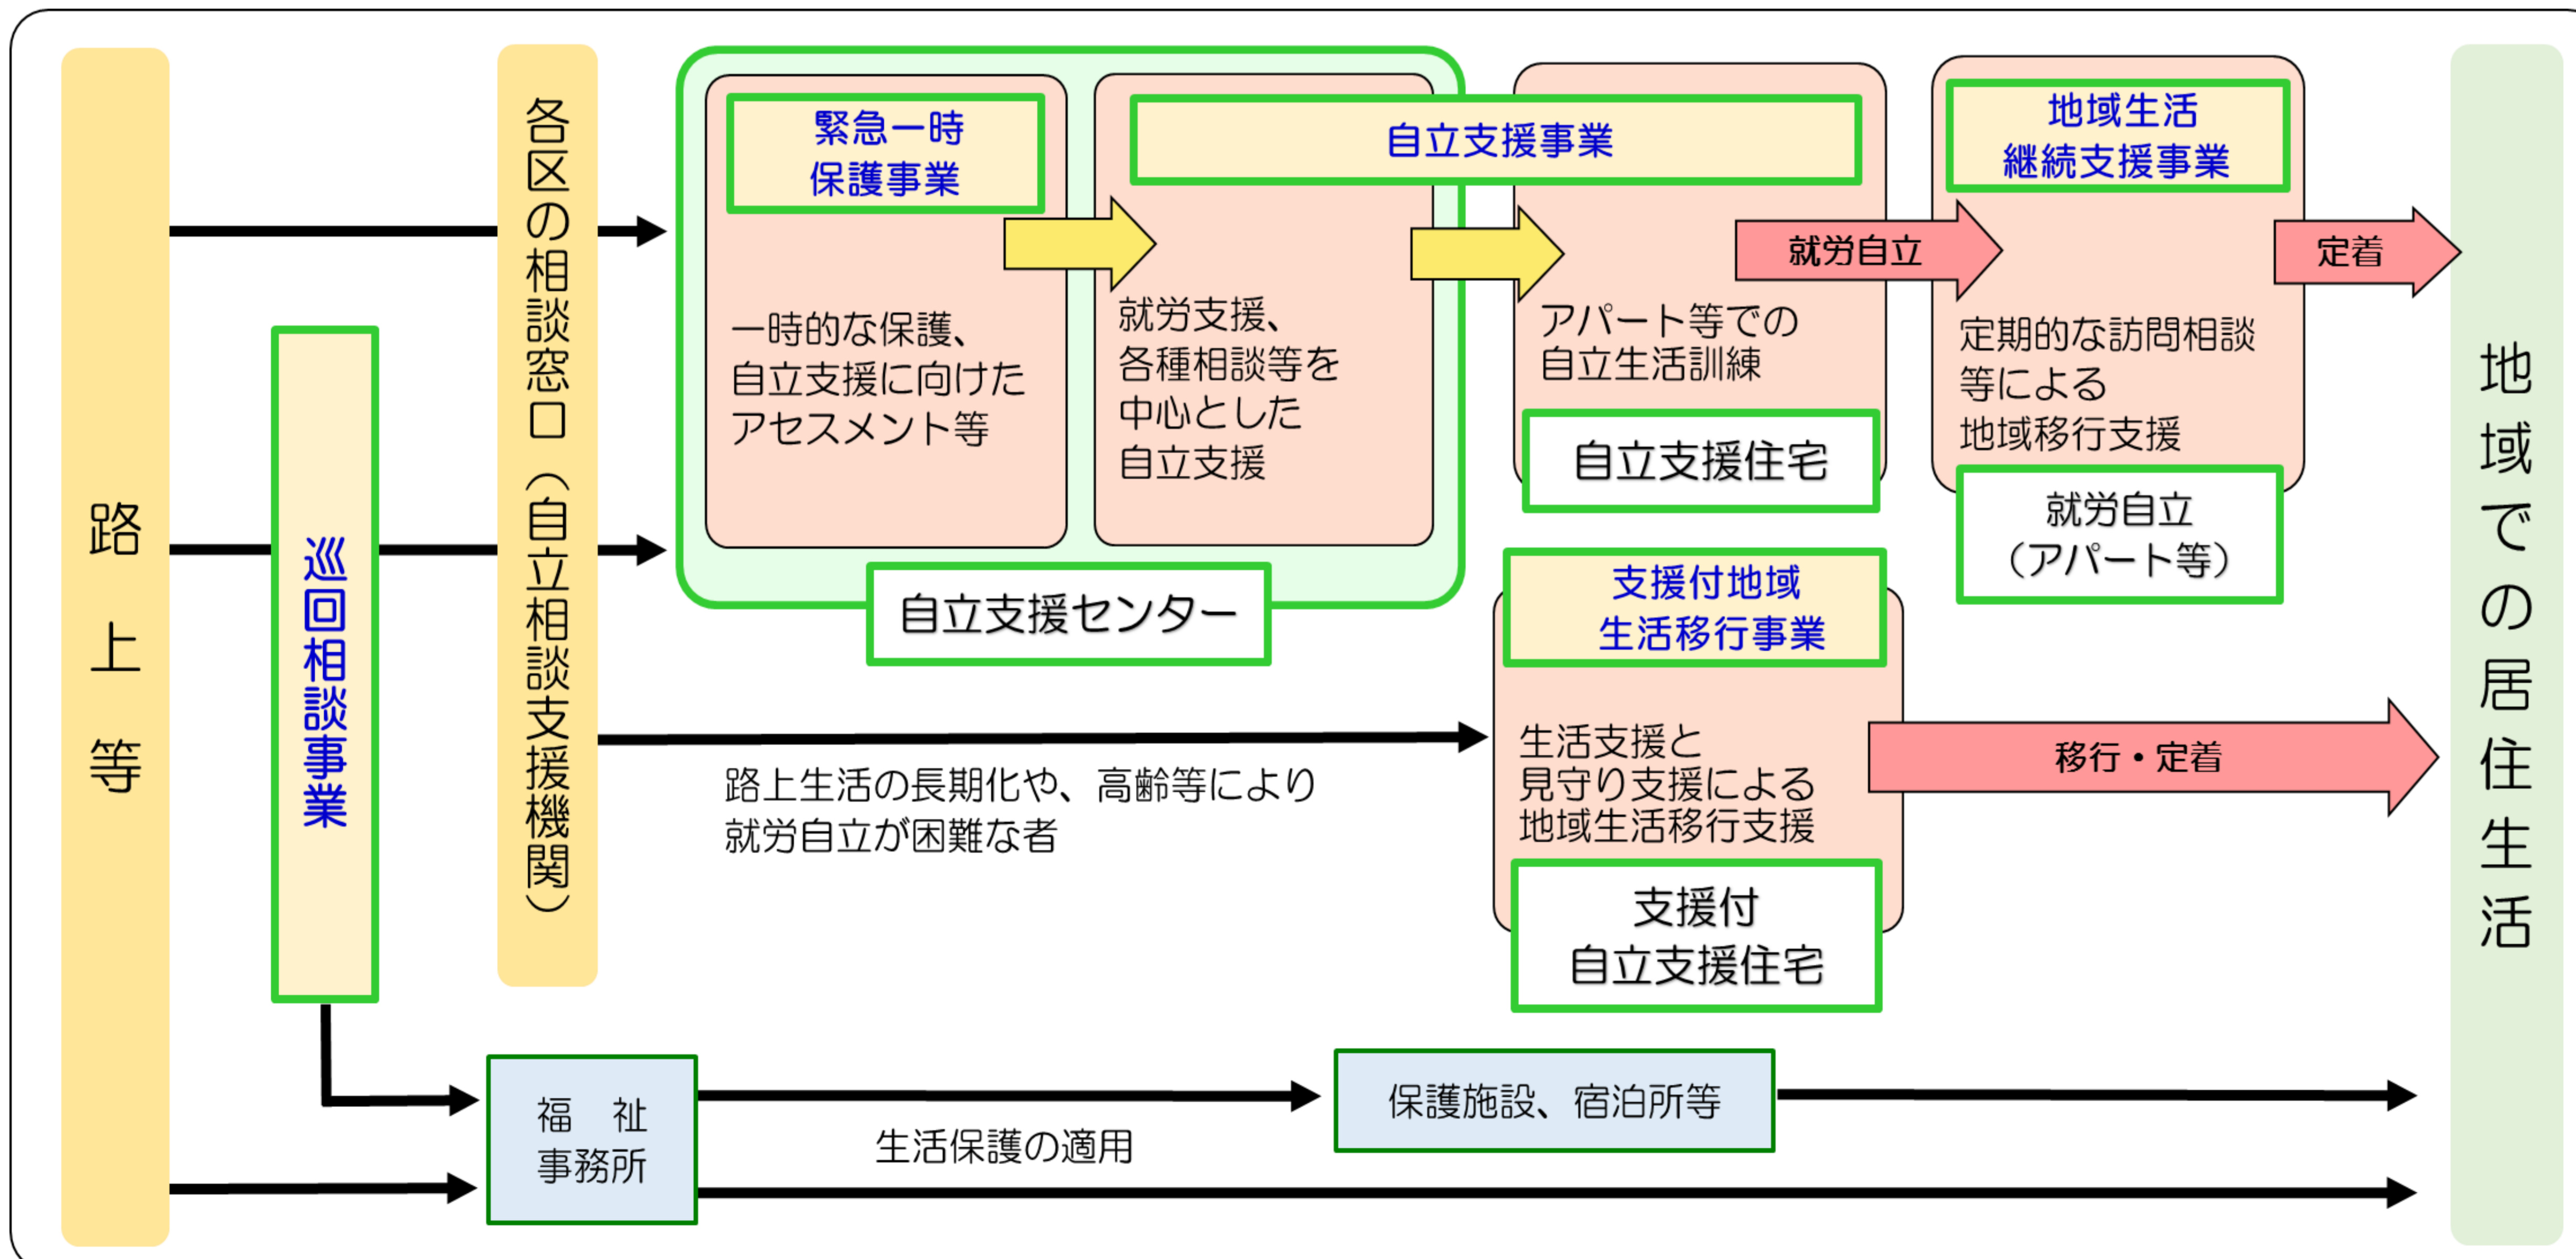 路上等
巡回相談事業
各区の相談窓口（自立相談支援機関）
緊急一時
保護事業
一時的な保護、
自立支援に向けた
アセスメント等
自立支援事業
就労支援、
各種相談等を
中心とした
自立支援
自立支援センター
アパート等での
自立生活訓練
自立支援住宅
就労自立
地域生活
継続支援事業
定期的な訪問相談
等による
地域移行支援
就労自立
（アパート等）
定着
路上生活の長期化や、高齢等により
就労自立が困難な者
支援付地域
生活移行事業
生活支援と
見守り支援による
地域生活移行支援
支援付
自立支援住宅
移行・定着
福　祉
事務所
生活保護の適用
保護施設、宿泊所等
地域での居住生活